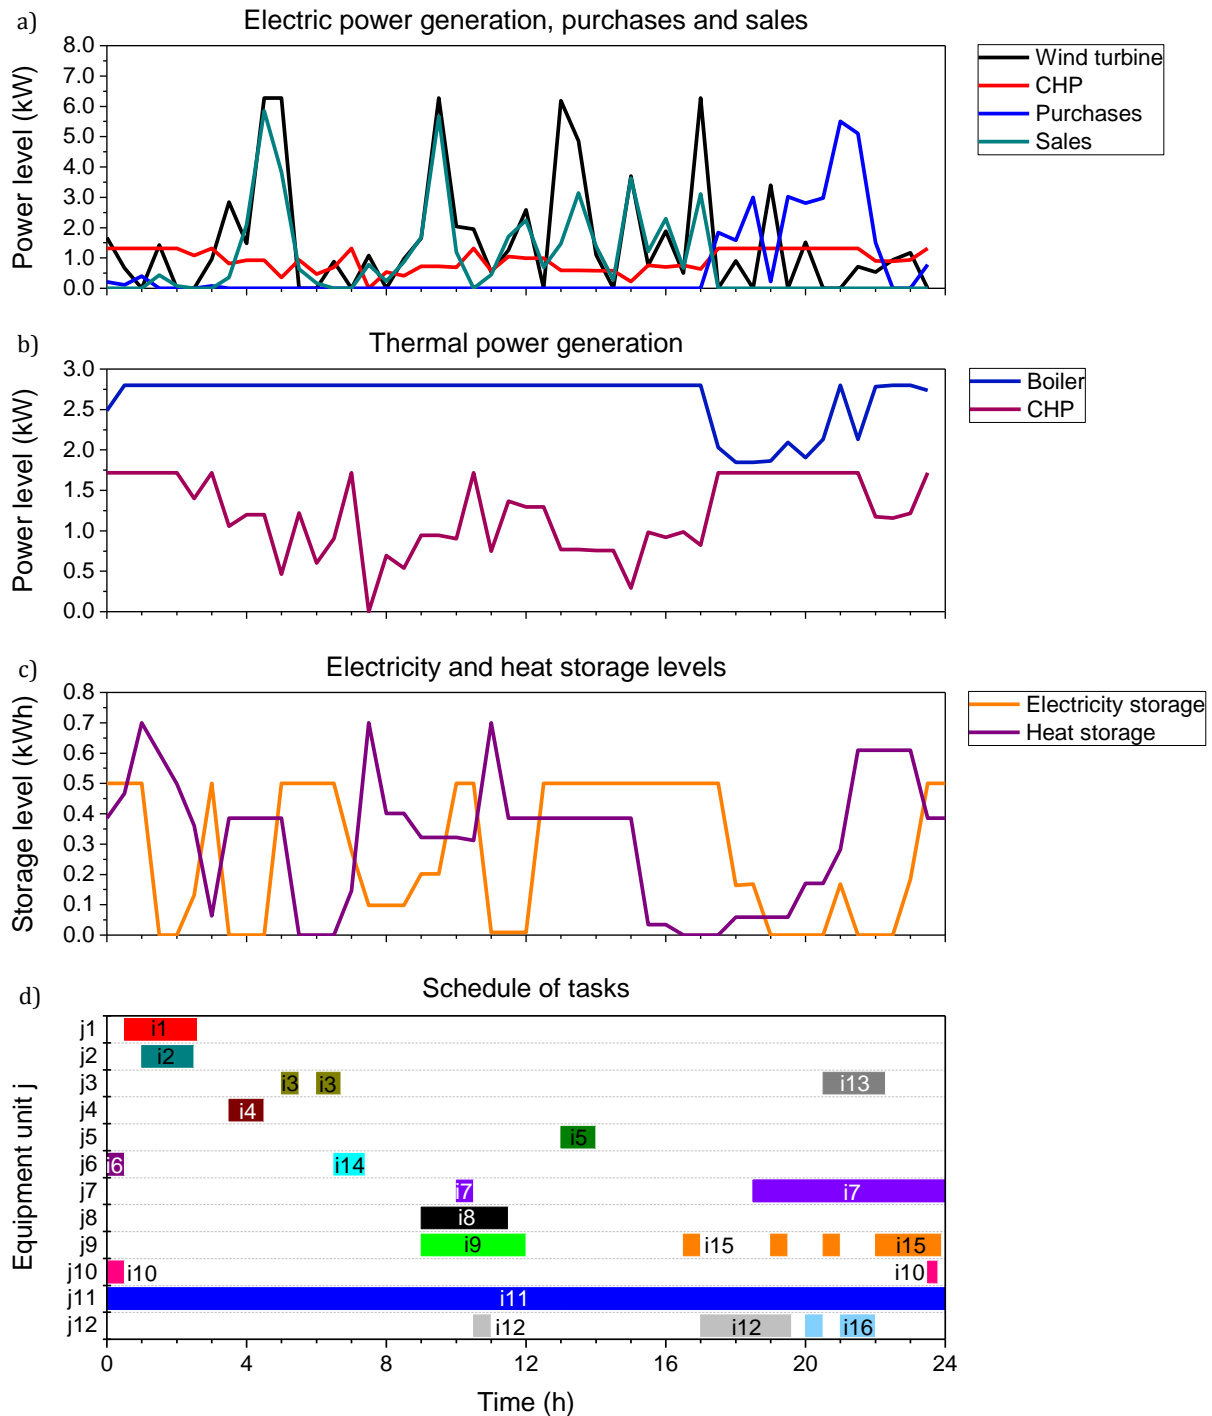 a)
Electric power generation, purchases and sales
Power level (kW)
8.0
7.0
6.0
5.0
4.0
3.0
2.0
1.0
0.0
Wind turbine
CHP
Purchases
Sales
b)
Thermal power generation
Power level (kW)
3.0
2.5
2.0
1.5
1.0
0.5
0.0
Boiler
CHP
c)
Electricity and heat storage levels
Storage level (kWh)
0.8
0.7
0.6
0.5
0.4
0.3
0.2
0.1
0.0
Electricity storage
Heat storage
d)
Schedule of tasks
Equipment unit j
j1 i1
j2 i2
j3 i3 i3 i13
j4 i4
j5 i5
j6 i6 i14
j7 i7 i7
j8 i8
j9 i9 i15 i15
j10 i10 i10
j11 i11
j12 i12 i12 i16
0 4 8 12 16 20 24
Time (h)